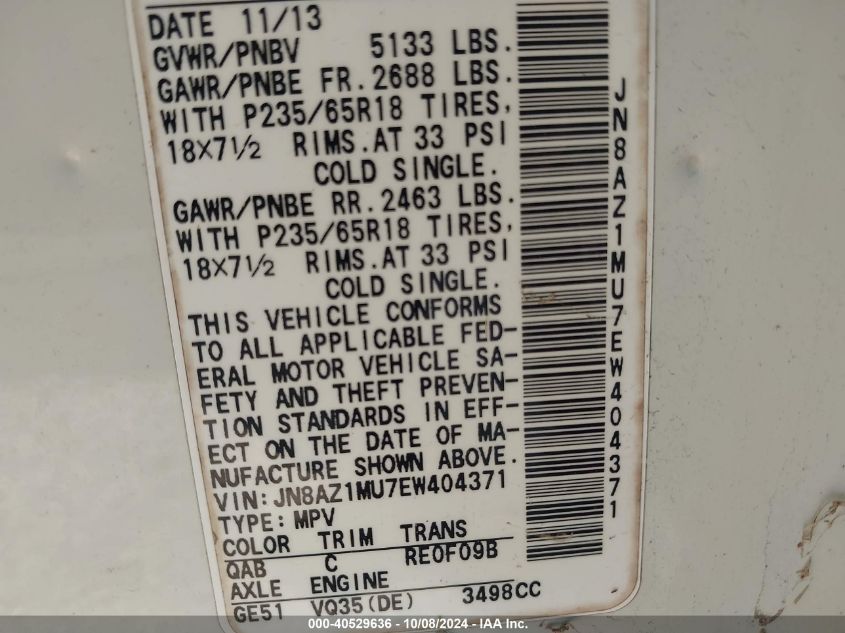 DATE 11/13
GVWR/PNBV 5133 LBS.
GAWR/PNBE FR. 2688 LBS.
WITH P235/65R18 TIRES,
18X7½ RIMS. AT 33 PSI
COLD SINGLE.
GAWR/PNBE RR. 2463 LBS.
WITH P235/65R18 TIRES,
18X7½ RIMS. AT 33 PSI
COLD SINGLE.
THIS VEHICLE CONFORMS
TO ALL APPLICABLE FED-
ERAL MOTOR VEHICLE SA-
FETY AND THEFT PREVEN-
TION STANDARDS IN EFF-
ECT ON THE DATE OF MA-
NUFACTURE SHOWN ABOVE.
VIN: JN8AZ1MU7EW404371
TYPE: MPV
COLOR TRIM TRANS
QAB C RE0F09B
AXLE ENGINE
GE51 VQ35(DE) 3498CC
JN8AZ1MU7EW404371
000-40529636 - 10/08/2024 - IAA Inc.